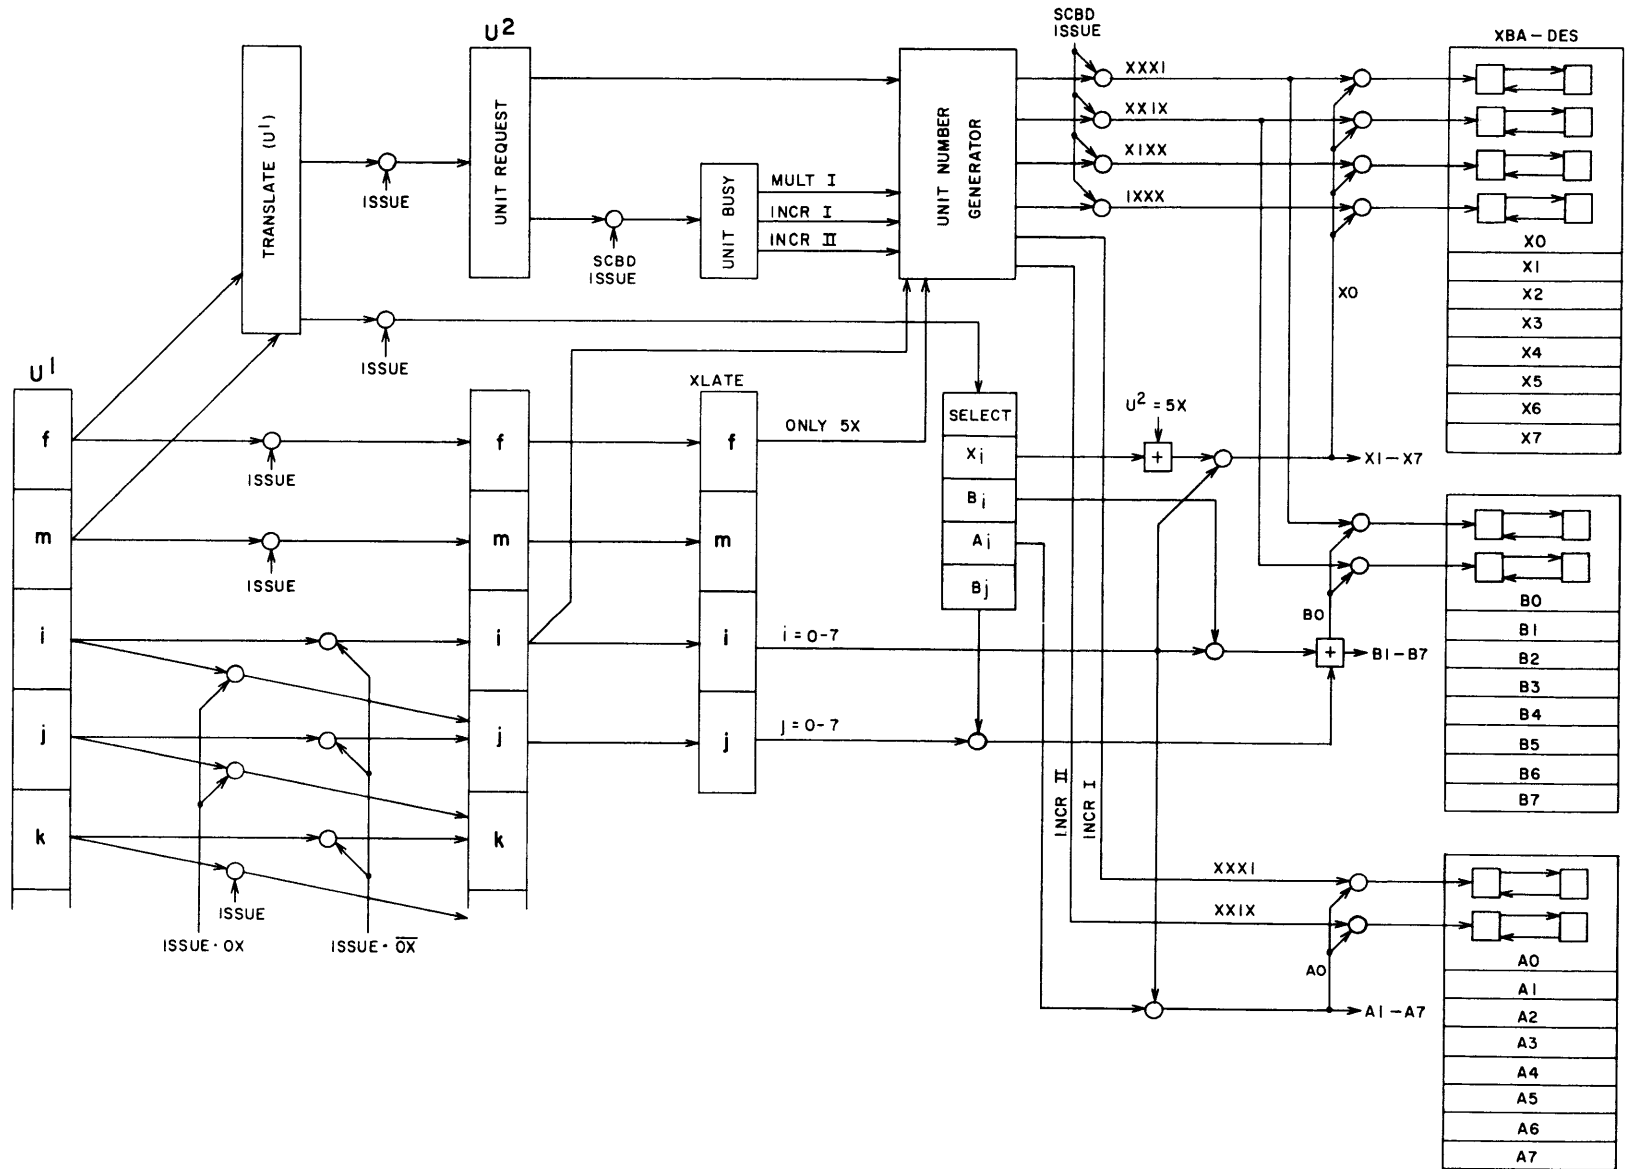 SCBD
ISSUE
XBA-DES
U2
TRANSLATE (U1)
UNIT REQUEST
UNIT NUMBER
GENERATOR
XXXI
XXIX
XIXX
IXXX
ISSUE
UNIT BUSY
MULT I
INCR I
INCR II
SCBD
ISSUE
X0
X1
X2
X3
X4
X5
X6
X7
X0
ISSUE
U1
XLATE
f
m
i
j
k
ISSUE
ISSUE
ISSUE
ISSUE·OX
ISSUE·OX
f
m
i
j
k
f
m
i
j
ONLY 5X
i = 0-7
j = 0-7
SELECT
Xi
Bi
Ai
Bj
U2 = 5X
+
X1-X7
B0
+
B1-B7
B0
B1
B2
B3
B4
B5
B6
B7
INCR II
INCR I
XXXI
XXIX
A0
A1-A7
A0
A1
A2
A3
A4
A5
A6
A7